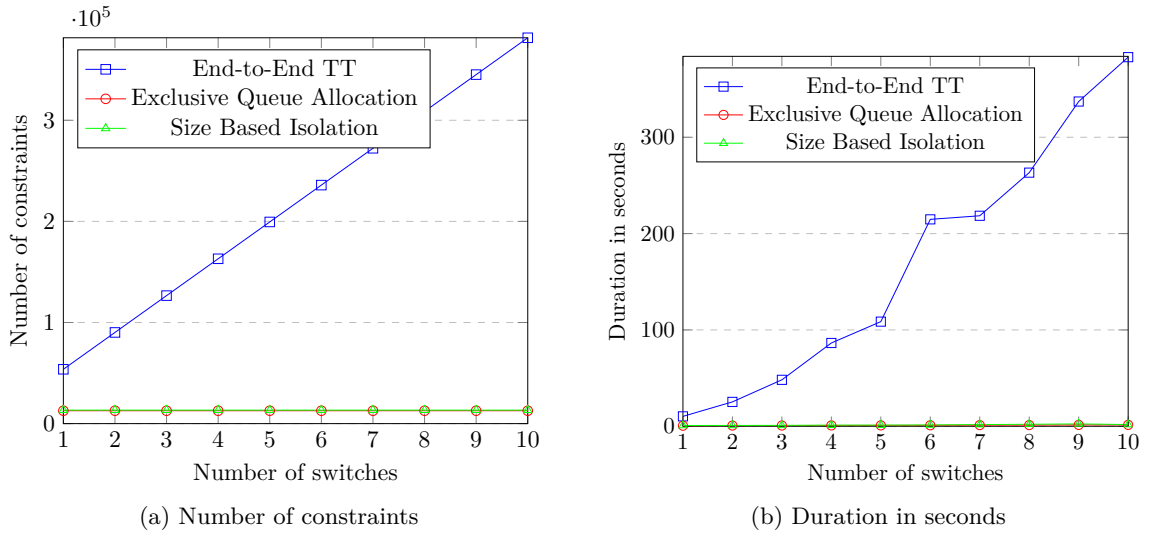 ·10⁵
End-to-End TT
Exclusive Queue Allocation
Size Based Isolation
Number of constraints
3
2
1
0
1 2 3 4 5 6 7 8 9 10
Number of switches
(a) Number of constraints
End-to-End TT
Exclusive Queue Allocation
Size Based Isolation
Duration in seconds
300
200
100
0
1 2 3 4 5 6 7 8 9 10
Number of switches
(b) Duration in seconds